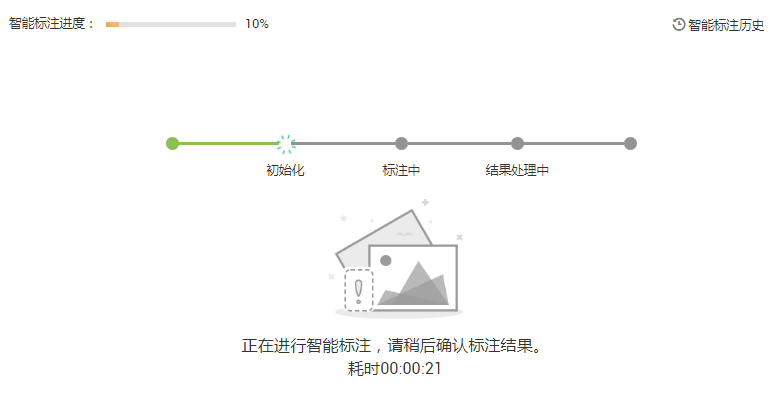 智能标注进度： 10% 智能标注历史
初始化 标注中 结果处理中
正在进行智能标注，请稍后确认标注结果。
耗时00:00:21